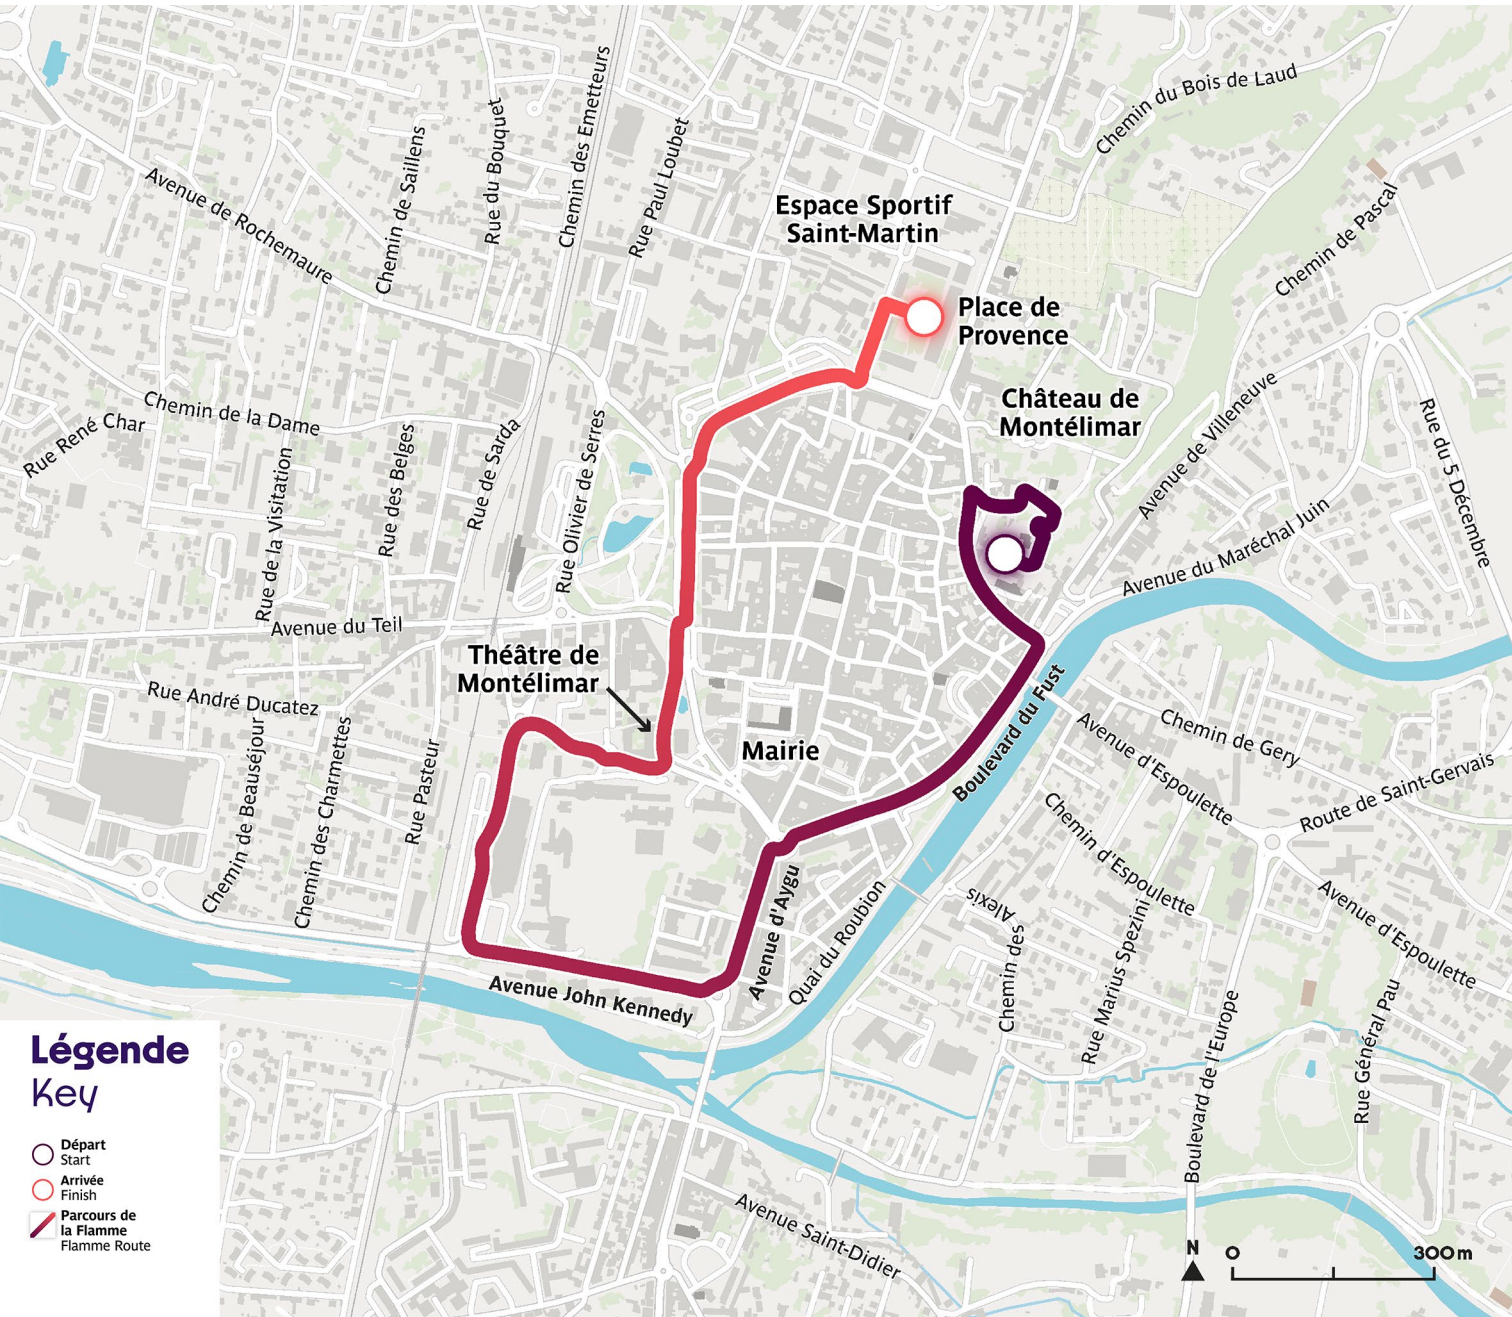 Chemin du Bois de Laud
Chemin des Emetteurs
Rue du Bouquet
Rue Paul Loubet
Chemin de Saillens
Avenue de Rochemaure
Chemin de Pascal
Espace Sportif
Saint-Martin
Place de
Provence
Château de
Montélimar
Chemin de la Dame
Rue René Char
Rue de la Visitation
Rue des Belges
Rue de Sarda
Rue Olivier de Serres
Avenue de Villeneuve
Rue du 5 Décembre
Avenue du Maréchal Juin
Avenue du Teil
Théâtre de
Montélimar
Rue André Ducatez
Mairie
Boulevard du Fust
Chemin de Gery
Avenue d'Espoulette
Route de Saint-Gervais
Chemin de Beauséjour
Chemin des Charmettes
Rue Pasteur
Chemin d'Espoulette
Avenue d'Aygu
Quai du Roubion
Chemin des
Alexis
Rue Marius Spezini
Avenue d'Espoulette
Avenue John Kennedy
Boulevard de l'Europe
Rue Général Pau
Avenue Saint-Didier
Légende
Key
Départ
Start
Arrivée
Finish
Parcours de
la Flamme
Flamme Route
N
0
300m